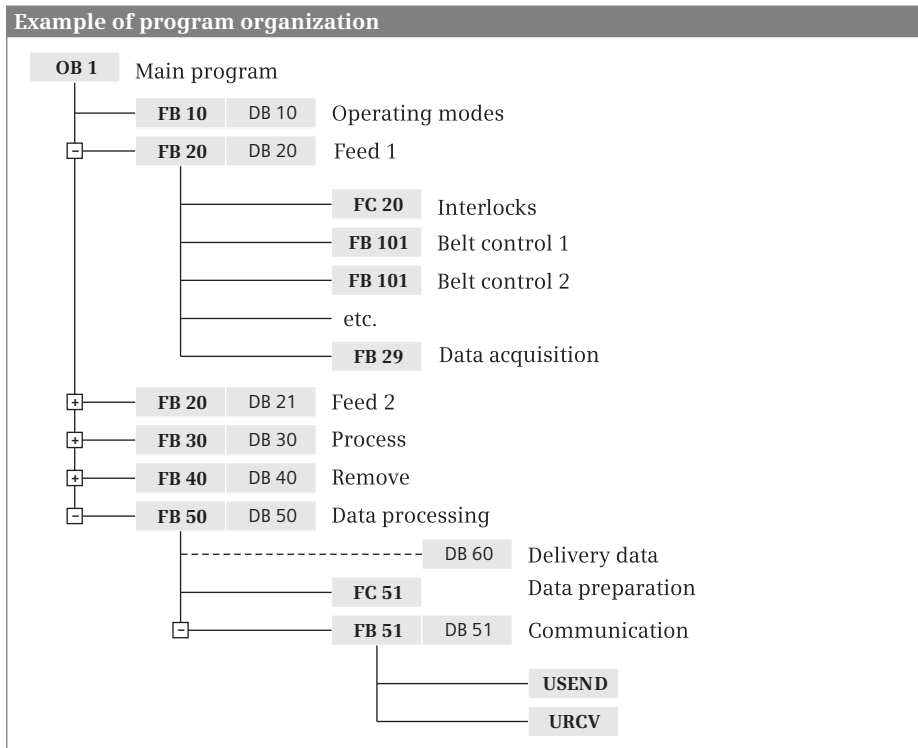 Example of program organization
OB 1 Main program
FB 10 DB 10 Operating modes
− FB 20 DB 20 Feed 1
FC 20 Interlocks
FB 101 Belt control 1
FB 101 Belt control 2
etc.
FB 29 Data acquisition
+ FB 20 DB 21 Feed 2
+ FB 30 DB 30 Process
+ FB 40 DB 40 Remove
− FB 50 DB 50 Data processing
DB 60 Delivery data
FC 51 Data preparation
− FB 51 DB 51 Communication
USEND
URCV